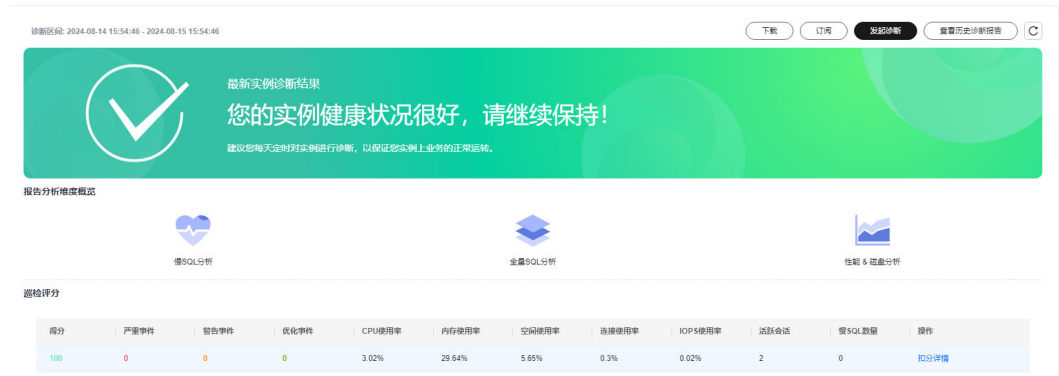 诊断区间: 2024-08-14 15:54:46 - 2024-08-15 15:54:46
下载 订阅 发起诊断 查看历史诊断报告
最新实例诊断结果
您的实例健康状况很好，请继续保持！
建议您每天定时对实例进行诊断，以保证您实例上业务的正常运转。
报告分析维度概览
慢SQL分析 全量SQL分析 性能 & 磁盘分析
巡检评分
得分 严重事件 警告事件 优化事件 CPU使用率 内存使用率 空间使用率 连接使用率 IOPS使用率 活跃会话 慢SQL数量 操作
100 0 0 0 3.02% 29.64% 5.65% 0.3% 0.02% 2 0 扣分详情